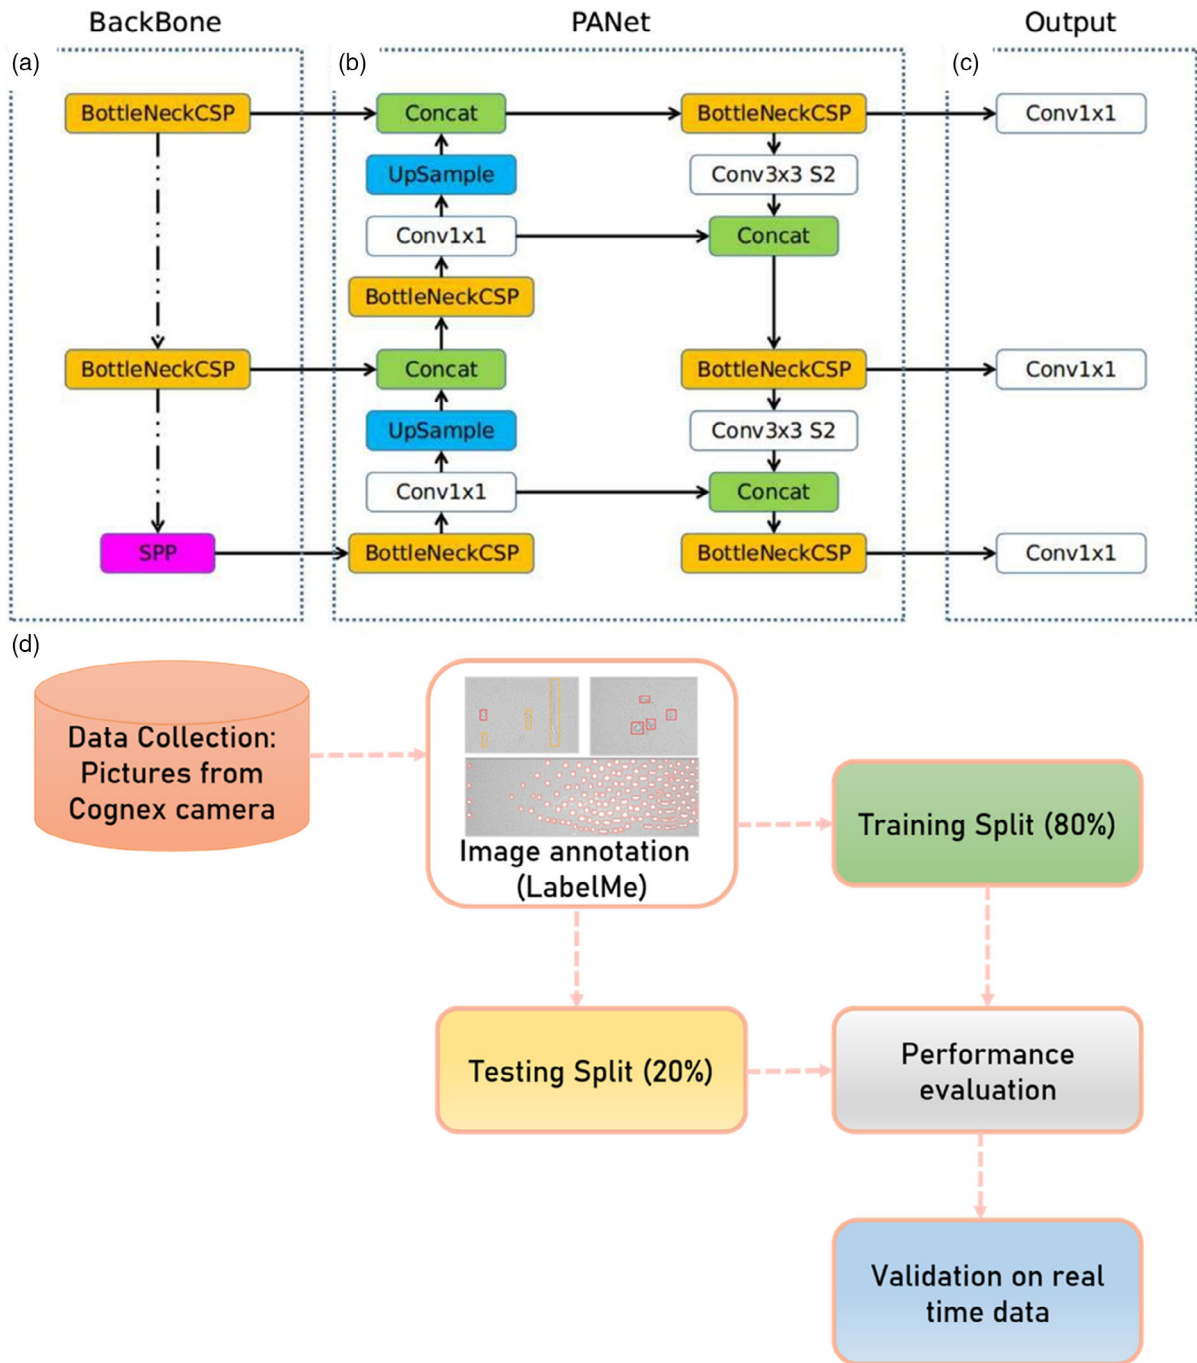 BackBone
PANet
Output
(a)
(b)
(c)
BottleNeckCSP
Concat
BottleNeckCSP
Conv1x1
UpSample
Conv3x3 S2
Conv1x1
Concat
BottleNeckCSP
BottleNeckCSP
Concat
BottleNeckCSP
Conv1x1
UpSample
Conv3x3 S2
Conv1x1
Concat
SPP
BottleNeckCSP
BottleNeckCSP
Conv1x1
(d)
Data Collection:
Pictures from
Cognex camera
Image annotation
(LabelMe)
Training Split (80%)
Testing Split (20%)
Performance
evaluation
Validation on real
time data